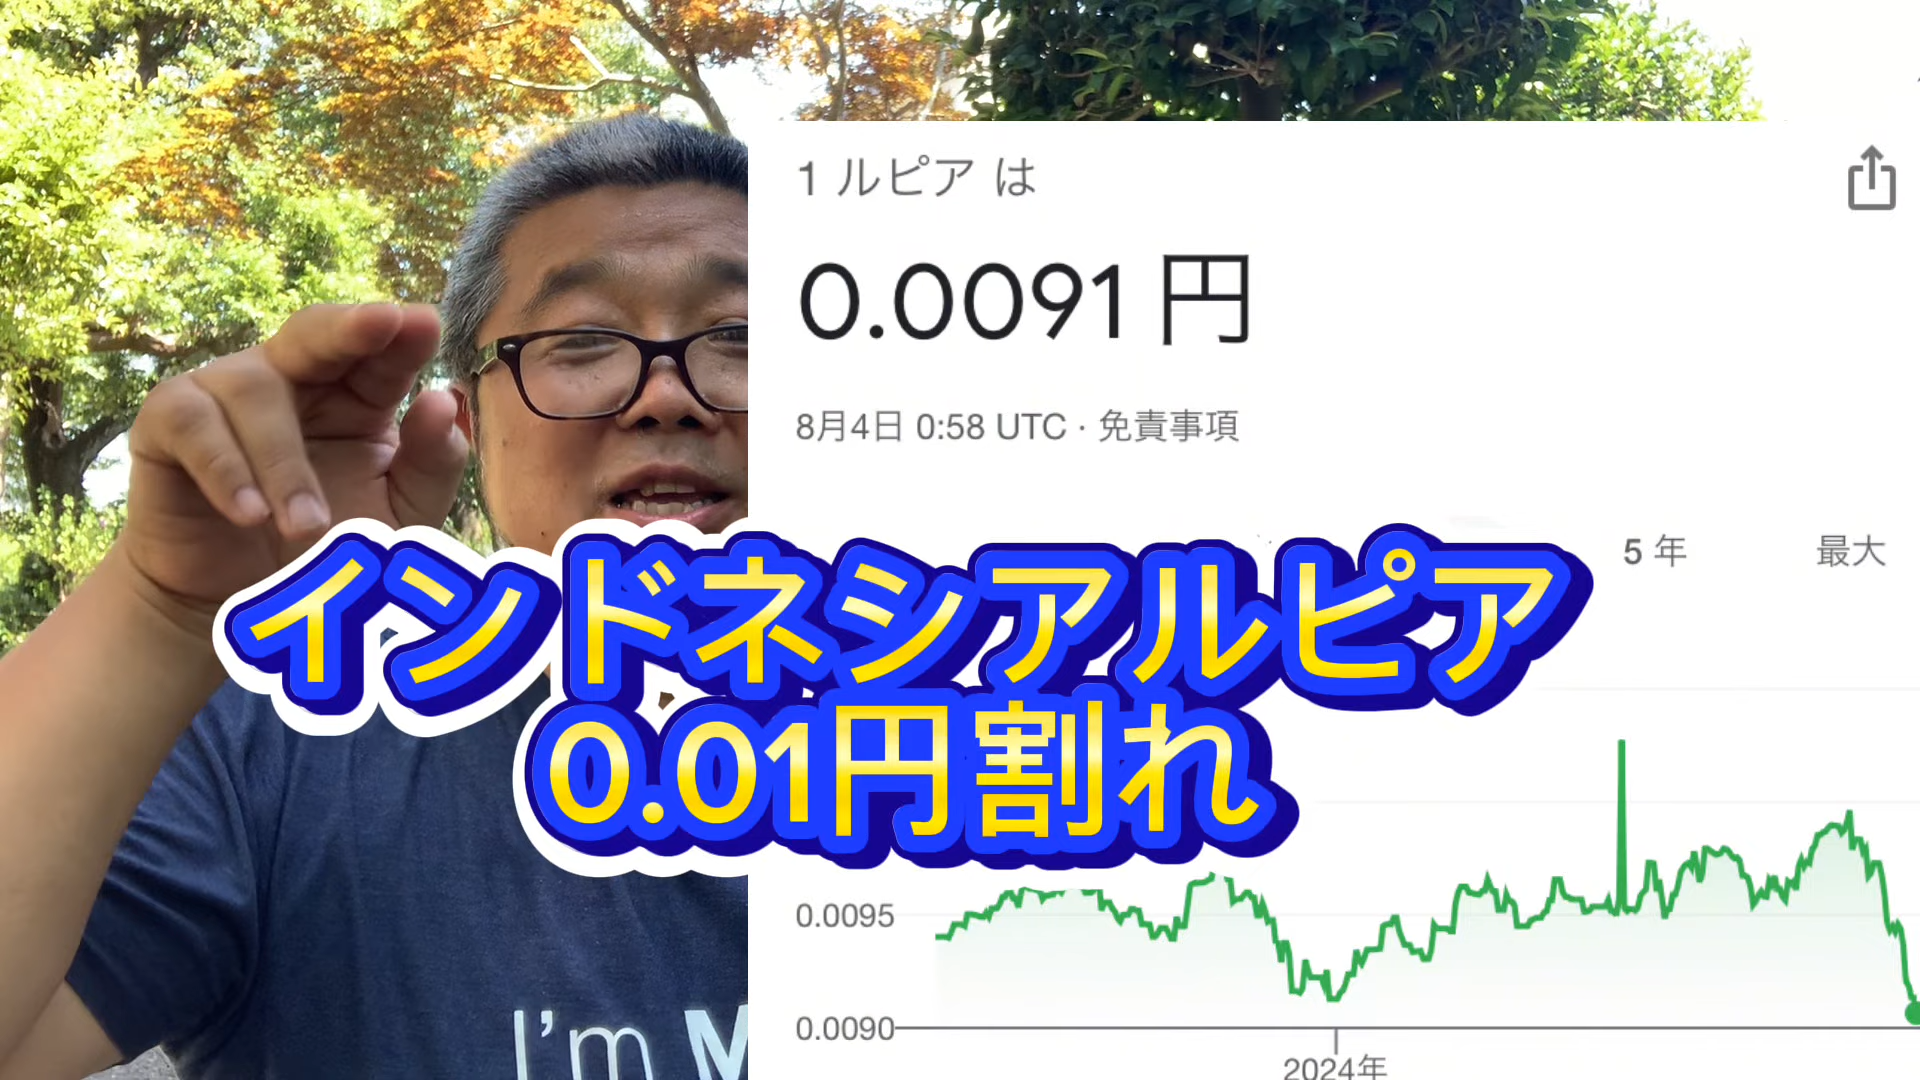 1 ルピア は
0.0091 円
8月4日 0:58 UTC · 免責事項
5 年
最大
インドネシアルピア
0.01円割れ
0.0095
0.0090
2024年
I'm M